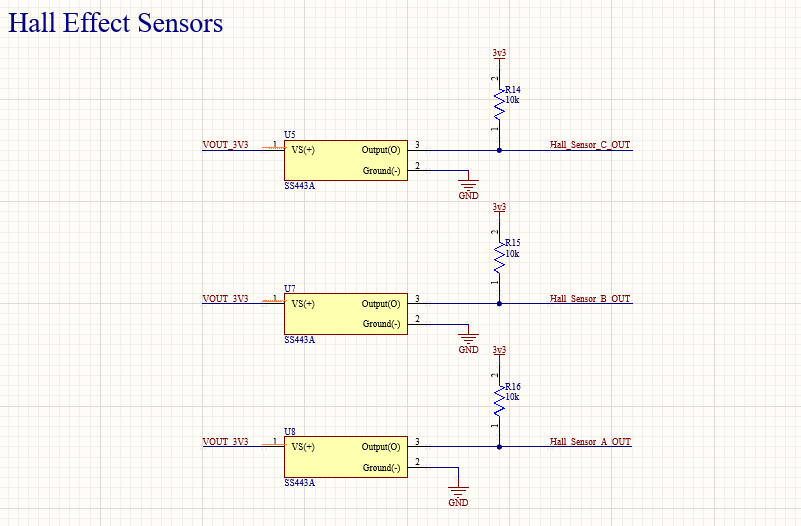 Hall Effect Sensors
3v3
2
R14
10k
1
U5
VOUT_3V3
1
VS(+)
Output(O)
3
Hall_Sensor_C_OUT
Ground(-)
2
SS443A
GND
3v3
2
R15
10k
1
U7
VOUT_3V3
1
VS(+)
Output(O)
3
Hall_Sensor_B_OUT
Ground(-)
2
SS443A
GND
3v3
2
R16
10k
1
U8
VOUT_3V3
1
VS(+)
Output(O)
3
Hall_Sensor_A_OUT
Ground(-)
2
SS443A
GND